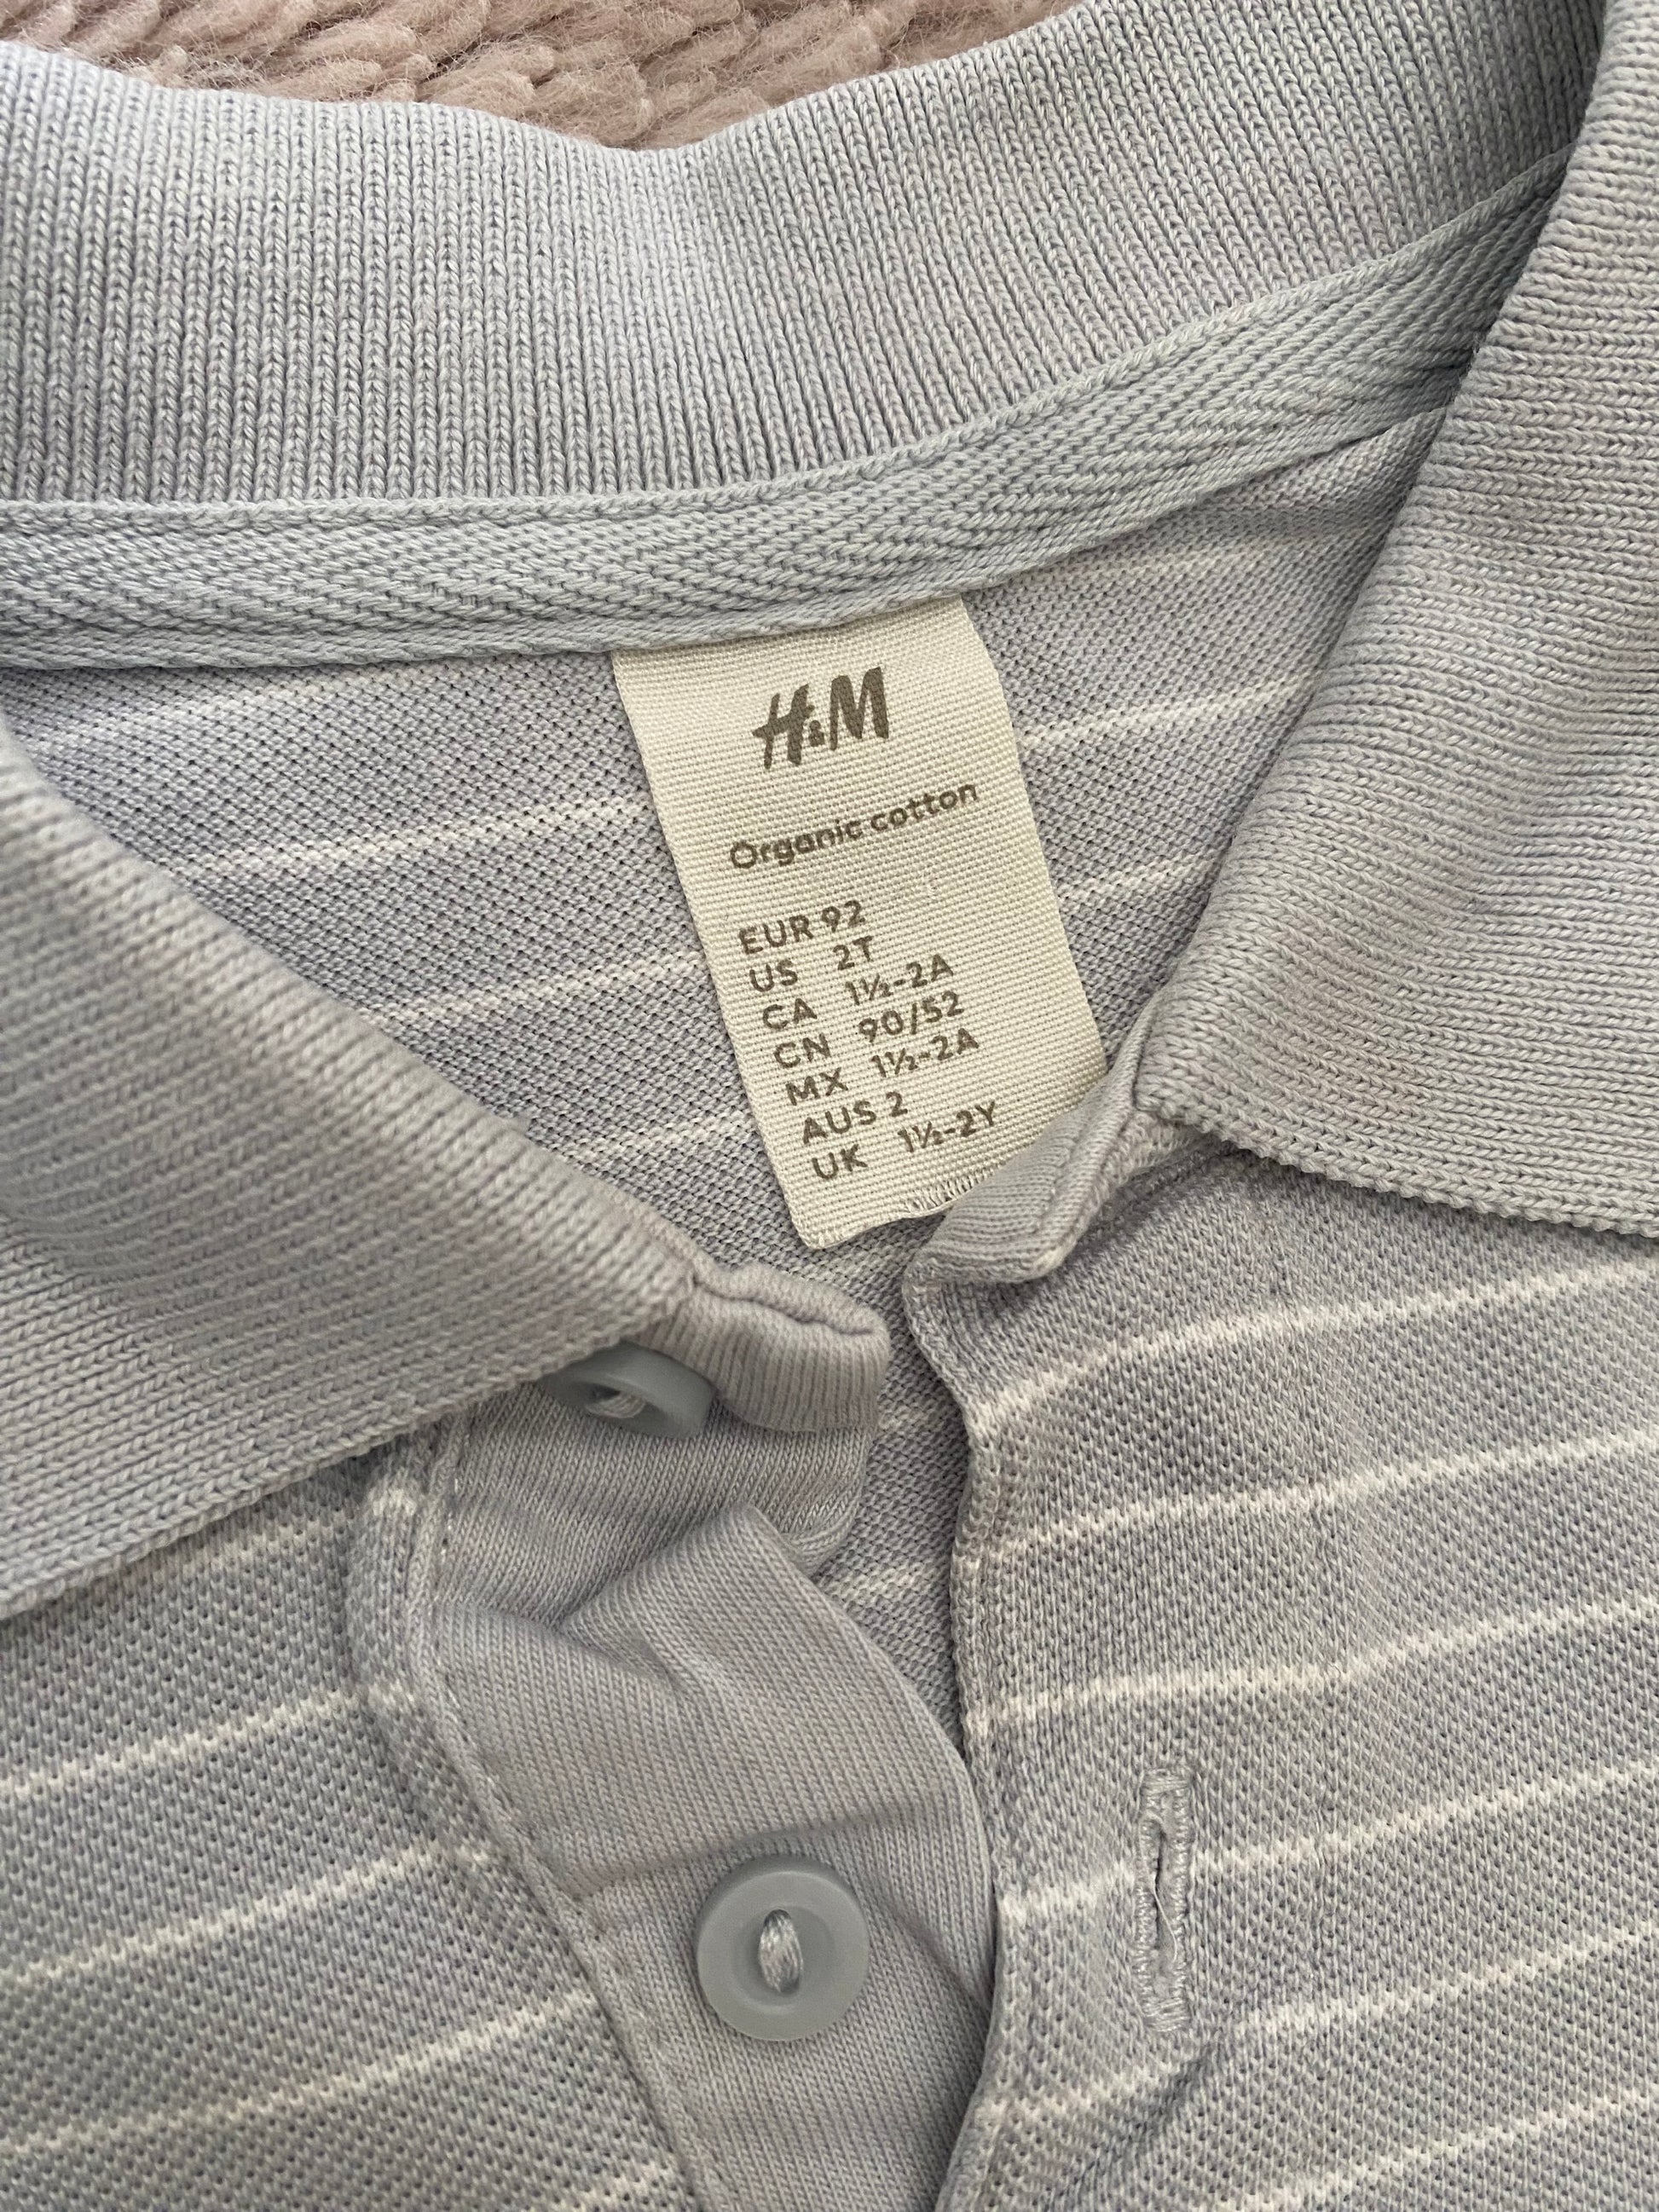 H&M
Organic cotton
EUR 92
US 2T
CA 1½-2A
CN 90/52
MX 1½-2A
AUS 2
UK 1½-2Y